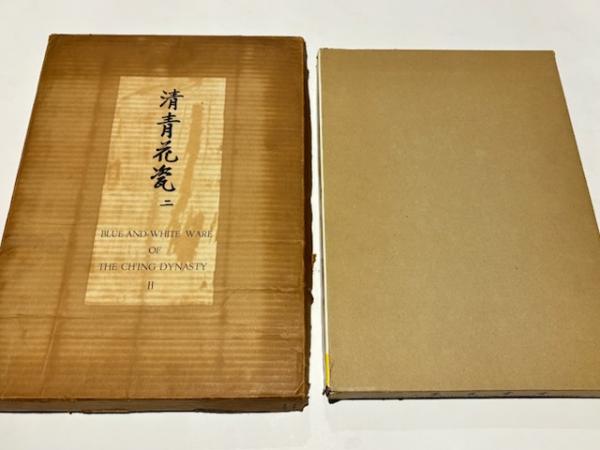 清青花瓷 二
BLUE-AND-WHITE WARE
OF
THE CH'ING DYNASTY
II